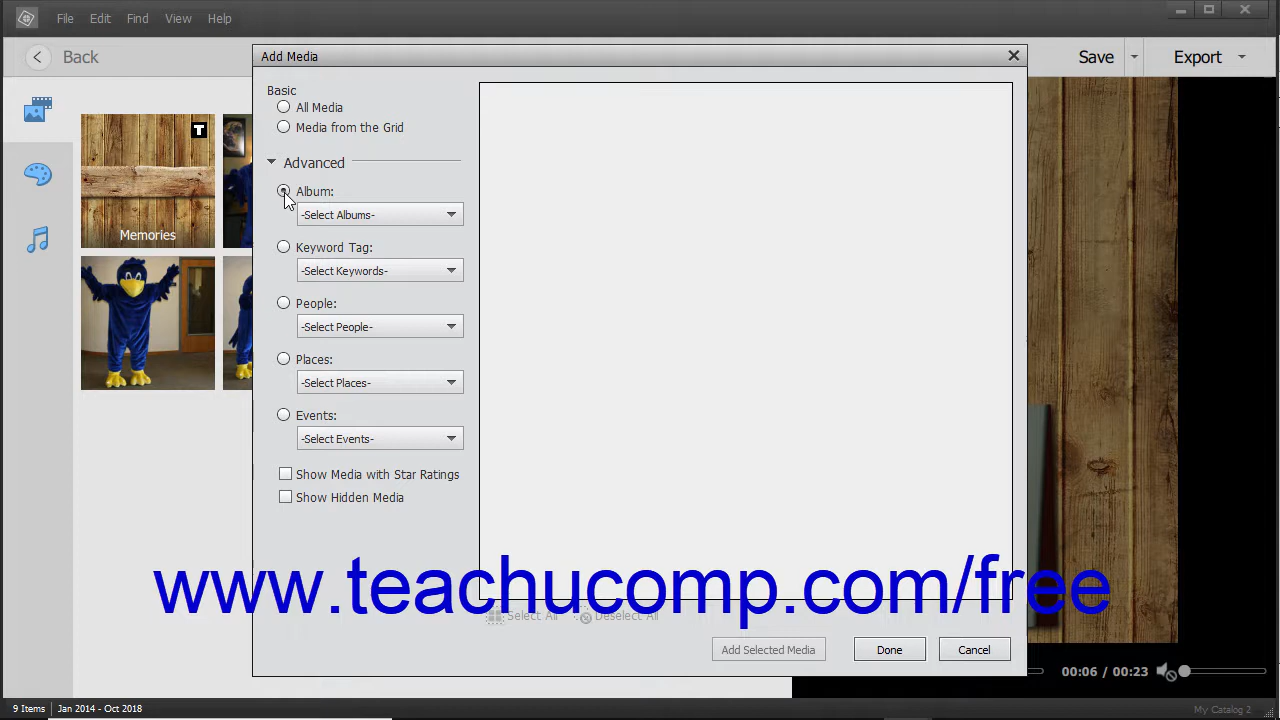 File Edit Find View Help
Back
Save
Export
Add Media
Basic
All Media
Media from the Grid
Advanced
Album:
-Select Albums-
Keyword Tag:
-Select Keywords-
People:
-Select People-
Places:
-Select Places-
Events:
-Select Events-
Show Media with Star Ratings
Show Hidden Media
T
Memories
www.teachucomp.com/free
Select All
Deselect All
Add Selected Media
Done
Cancel
00:06 / 00:23
9 Items
Jan 2014 - Oct 2018
My Catalog 2